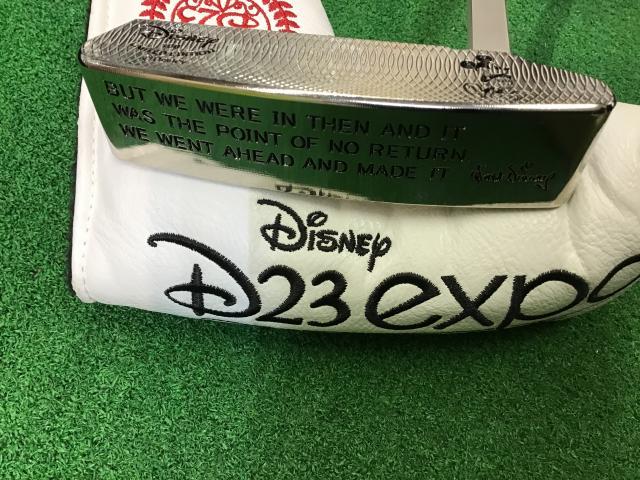 Disney
BUT WE WERE IN THEN AND IT
WAS THE POINT OF NO RETURN
WE WENT AHEAD AND MADE IT
Walt Disney
Disney
D23 expo